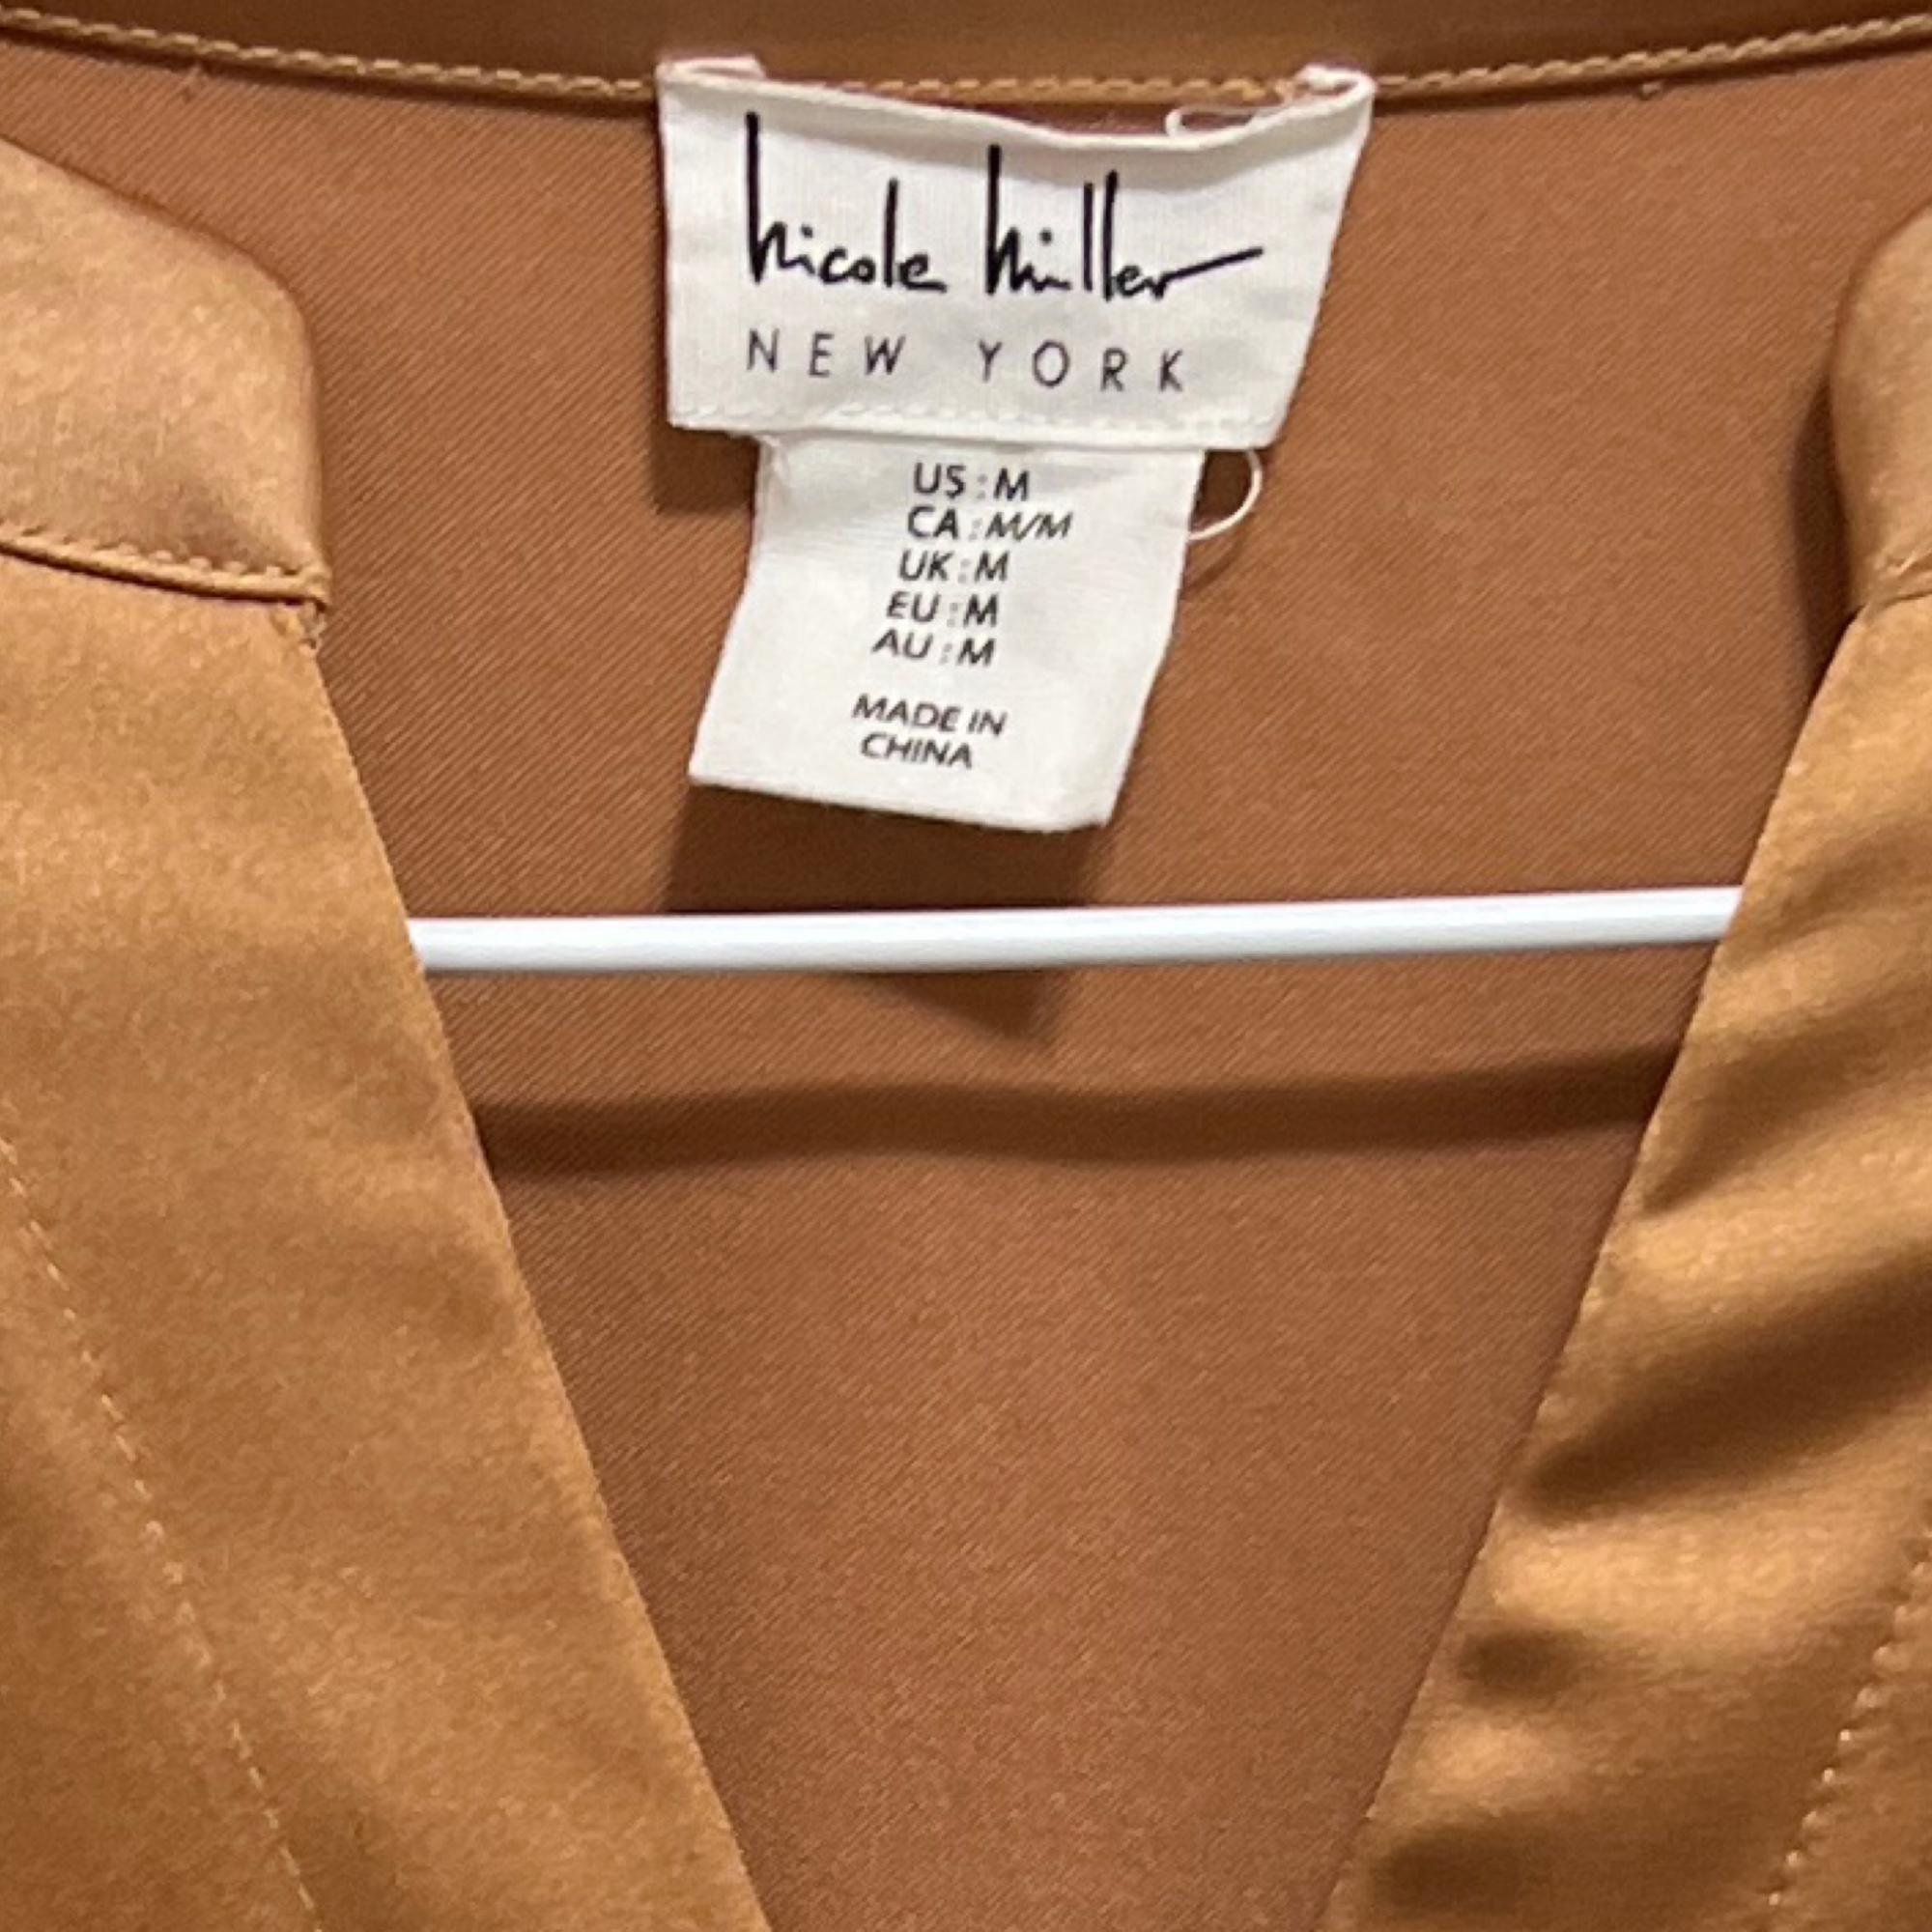 nicole miller
NEW YORK
US:M
CA:M/M
UK:M
EU:M
AU:M
MADE IN
CHINA